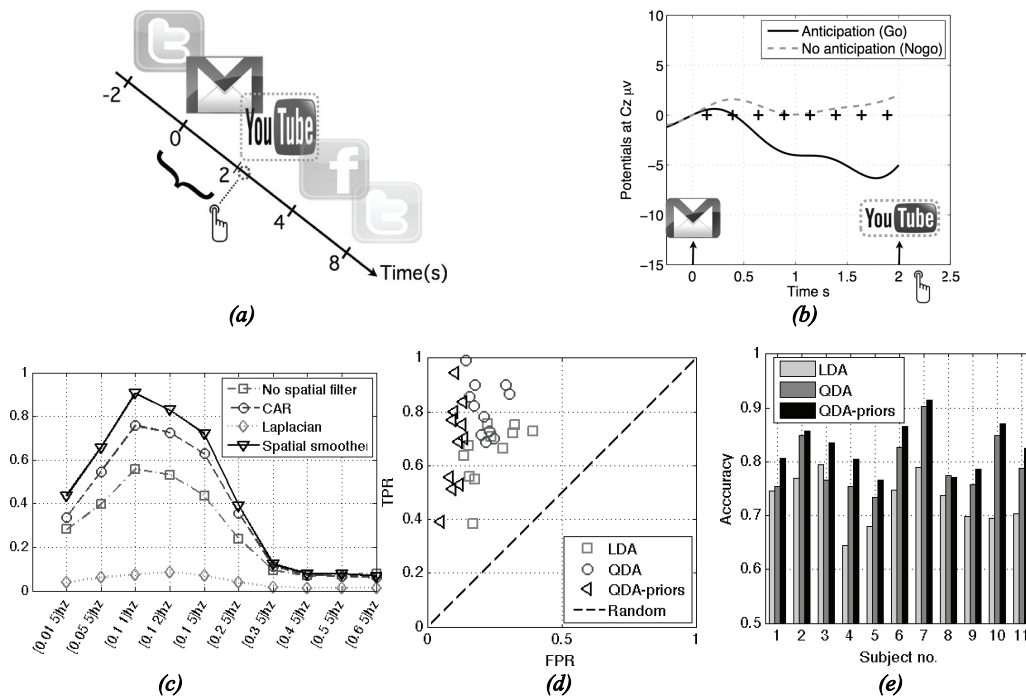 -2
0
2
4
8
Time(s)
You Tube
f
t
t
(a)
Potentials at Cz μv
10
5
0
−5
−10
−15
Anticipation (Go)
No anticipation (Nogo)
You Tube
0
0.5
1
1.5
2
2.5
Time s
(b)
1
0.8
0.6
0.4
0.2
0
No spatial filter
CAR
Laplacian
Spatial smoother
[0.01 5]hz
[0.05 5]hz
[0.1 1]hz
[0.1 2]hz
[0.1 5]hz
[0.2 5]hz
[0.3 5]hz
[0.4 5]hz
[0.5 5]hz
[0.6 5]hz
(c)
TPR
1
0.8
0.6
0.4
0.2
0
LDA
QDA
QDA-priors
Random
0
0.5
1
FPR
(d)
Acccuracy
0.9
0.8
0.7
0.6
0.5
LDA
QDA
QDA-priors
1 2 3 4 5 6 7 8 9 10 11
Subject no.
(e)